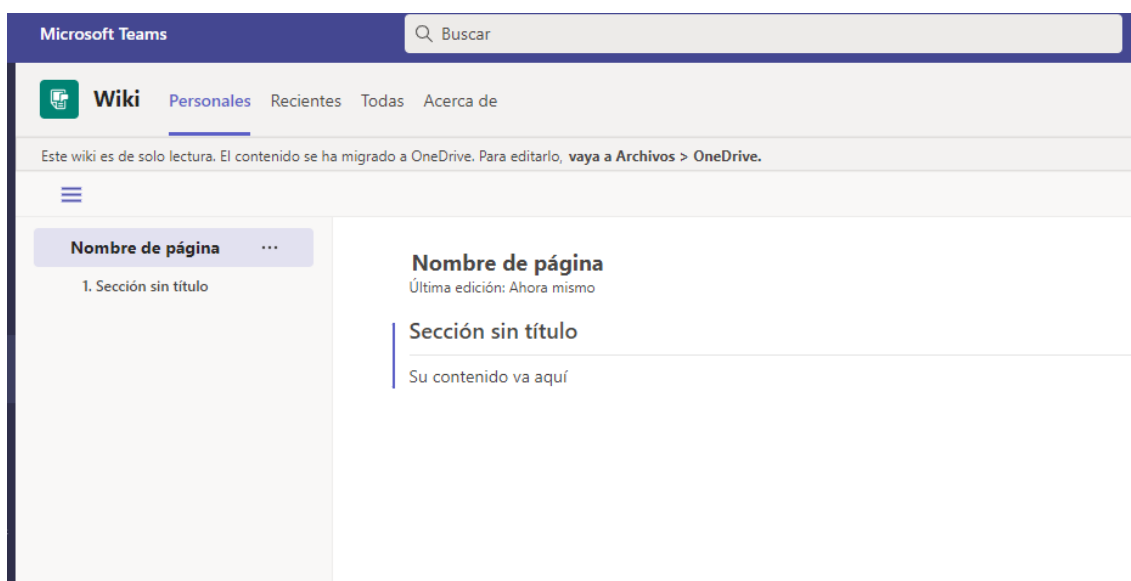 Microsoft Teams
Buscar
Wiki Personales Recientes Todas Acerca de
Este wiki es de solo lectura. El contenido se ha migrado a OneDrive. Para editarlo, vaya a Archivos > OneDrive.
Nombre de página ...
1. Sección sin título
Nombre de página
Última edición: Ahora mismo
Sección sin título
Su contenido va aquí